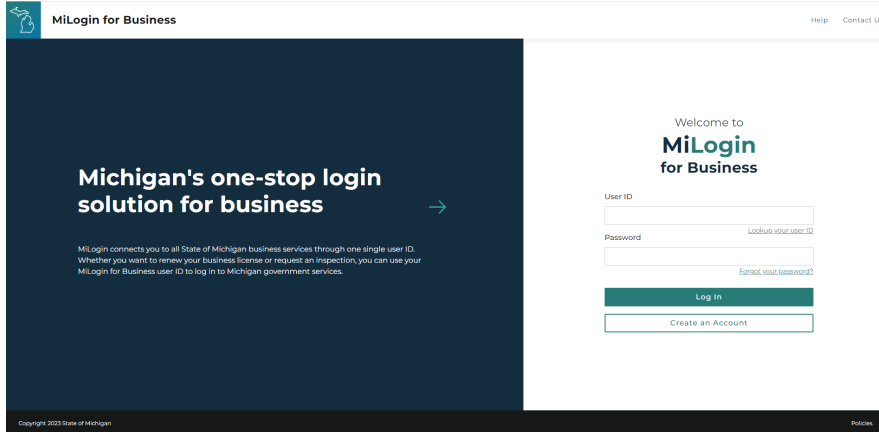 MiLogin for Business
Help Contact U
Michigan's one-stop login
solution for business
MiLogin connects you to all State of Michigan business services through one single user ID.
Whether you want to renew your business license or request an inspection, you can use your
MiLogin for Business user ID to log in to Michigan government services.
Welcome to
MiLogin
for Business
User ID
Lookup your user ID
Password
Forgot your password?
Log In
Create an Account
Copyright 2023 State of Michigan
Policies